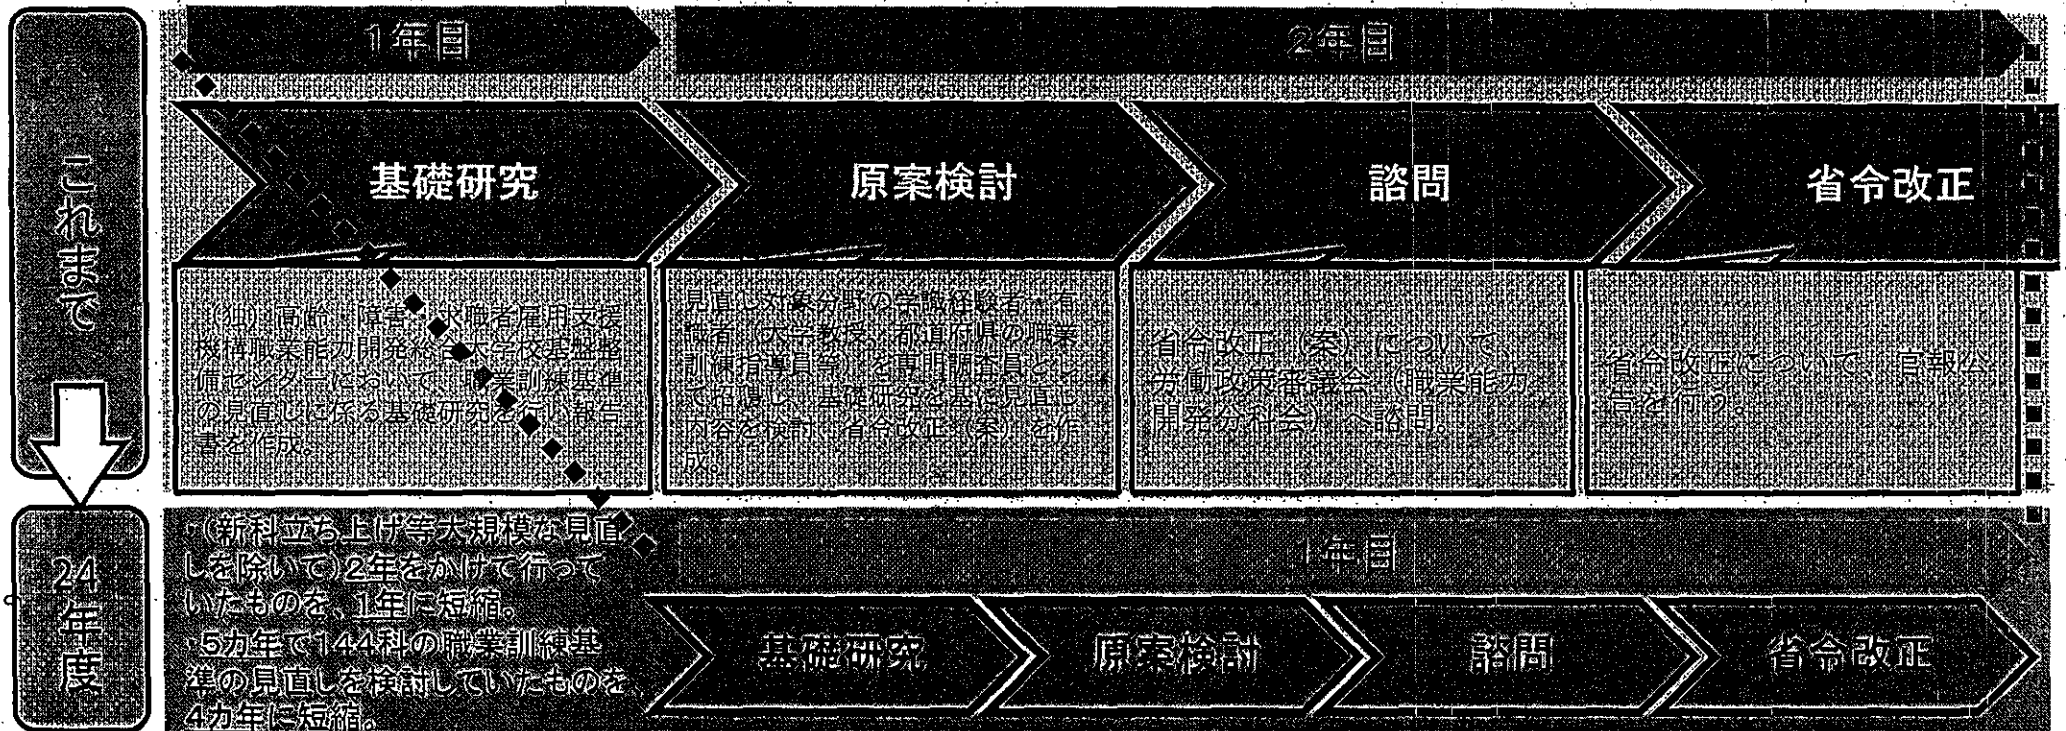 これまで
1年目
2年目
基礎研究
原案検討
諮問
省令改正
(独)高齢・障害・求職者雇用支援
機構職業能力開発総合大学校基盤整
備センターにおいて、職業訓練基準
の見直しに係る基礎研究を行い報告
書を作成。
見直し対象分野の学識経験者・有
識者(大学教授、都道府県の職業
訓練指導員等)を専門調査員とし
て招聘し、基礎研究を基に見直し
内容を検討、省令改正(案)を作
成。
省令改正(案)について、
労働政策審議会(職業能力
開発分科会)へ諮問。
省令改正について、官報公
告を行う。
24年度
・(新科立ち上げ等大規模な見直
しを除いて)2年をかけて行って
いたものを、1年に短縮。
・5カ年で144科の職業訓練基
準の見直しを検討していたものを、
4カ年に短縮。
1年目
基礎研究
原案検討
諮問
省令改正